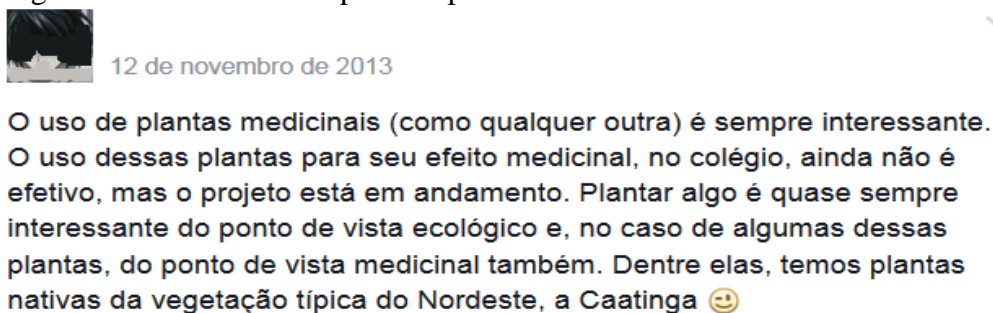 12 de novembro de 2013
O uso de plantas medicinais (como qualquer outra) é sempre interessante.
O uso dessas plantas para seu efeito medicinal, no colégio, ainda não é
efetivo, mas o projeto está em andamento. Plantar algo é quase sempre
interessante do ponto de vista ecológico e, no caso de algumas dessas
plantas, do ponto de vista medicinal também. Dentre elas, temos plantas
nativas da vegetação típica do Nordeste, a Caatinga 😉